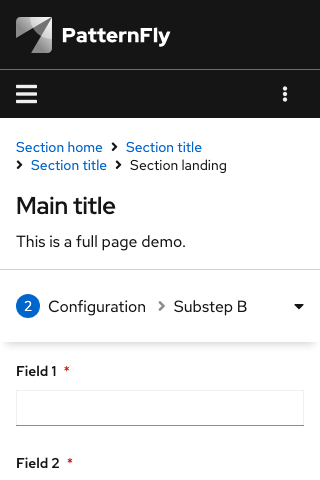 PatternFly
Section home > Section title
> Section title > Section landing
Main title
This is a full page demo.
2 Configuration > Substep B
Field 1 *
Field 2 *